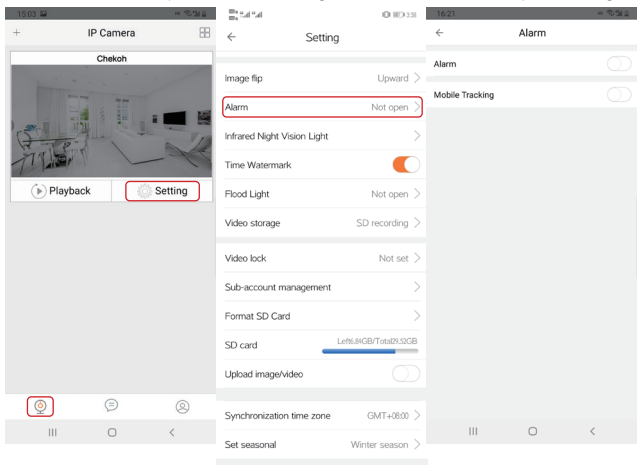 15:03
IP Camera
Chekoh
Playback
Setting
3:51
Setting
Image flip Upward
Alarm Not open
Infrared Night Vision Light
Time Watermark
Flood Light Not open
Video storage SD recording
Video lock Not set
Sub-account management
Format SD Card
SD card Left6.84GB/Total29.52GB
Upload image/video
Synchronization time zone GMT+08:00
Set seasonal Winter season
16:21
Alarm
Alarm
Mobile Tracking